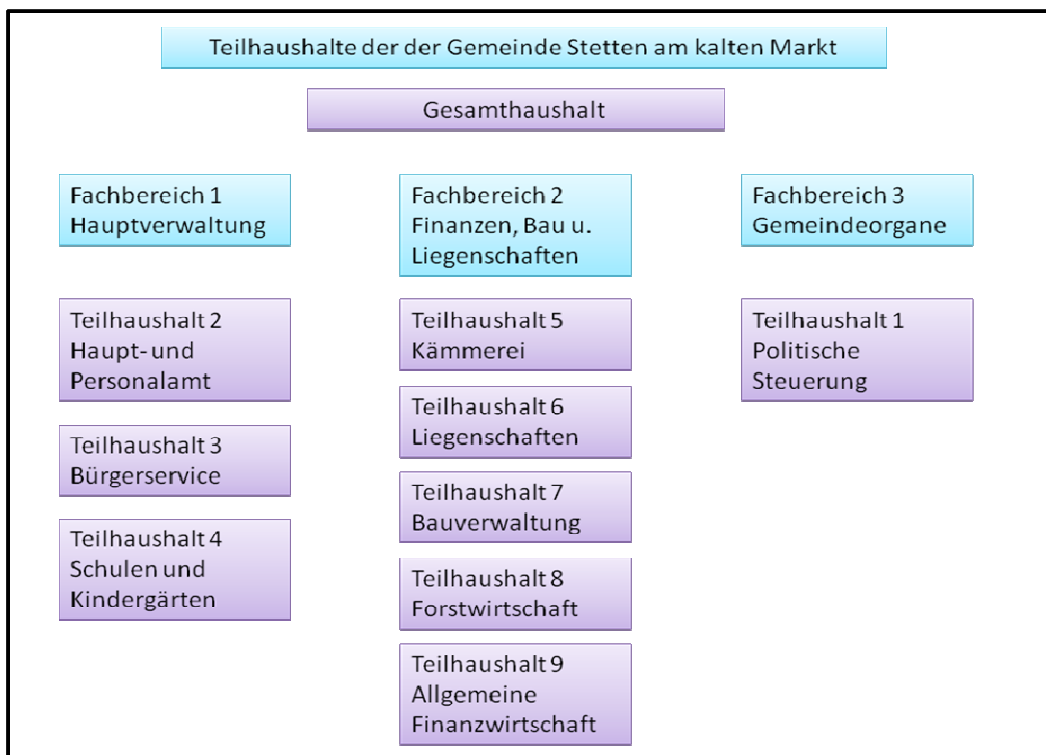 Teilhaushalte der der Gemeinde Stetten am kalten Markt
Gesamthaushalt
Fachbereich 1
Hauptverwaltung
Teilhaushalt 2
Haupt- und
Personalamt
Teilhaushalt 3
Bürgerservice
Teilhaushalt 4
Schulen und
Kindergärten
Fachbereich 2
Finanzen, Bau u.
Liegenschaften
Teilhaushalt 5
Kämmerei
Teilhaushalt 6
Liegenschaften
Teilhaushalt 7
Bauverwaltung
Teilhaushalt 8
Forstwirtschaft
Teilhaushalt 9
Allgemeine
Finanzwirtschaft
Fachbereich 3
Gemeindeorgane
Teilhaushalt 1
Politische
Steuerung